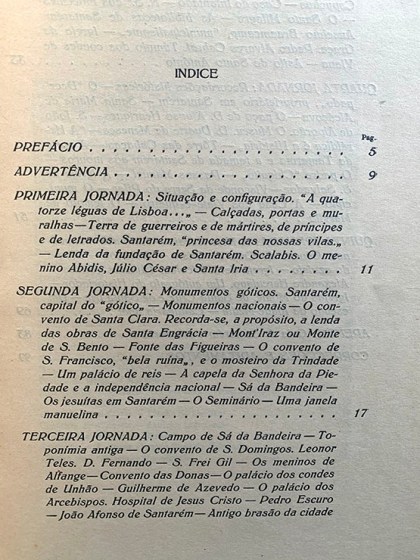 INDICE
Pag.
PREFÁCIO 5
ADVERTÊNCIA 9
PRIMEIRA JORNADA: Situação e configuração. "A qua-
torze léguas de Lisboa...„ — Calçadas, portas e mu-
ralhas—Terra de guerreiros e de mártires, de príncipes
e de letrados. Santarém, "princesa das nossas vilas.„
— Lenda da fundação de Santarém. Scalabis. O me-
nino Abidis, Júlio César e Santa Iria 11
SEGUNDA JORNADA: Monumentos góticos. Santarém,
capital do "gótico„ — Monumentos nacionais — O con-
vento de Santa Clara. Recorda-se, a propósito, a lenda
das obras de Santa Engrácia — Mont'Iraz ou Monte
de S. Bento — Fonte das Figueiras — O convento de
S. Francisco, "bela ruína„, e o mosteiro da Trindade
— Um palácio de reis — A capela da Senhora da Pie-
dade e a independência nacional — Sá da Bandeira —
Os jesuítas em Santarém — O Seminário — Uma janela
manuelina 17
TERCEIRA JORNADA: Campo de Sá da Bandeira — To-
ponímia antiga — O convento de S. Domingos. Leonor
Teles. D. Fernando — S. Frei Gil — Os meninos de
Alfange—Convento das Donas—O palácio dos condes
de Unhão — Guilherme de Azevedo — O palácio dos
Arcebispos. Hospital de Jesus Cristo — Pedro Escuro
— João Afonso de Santarém — Antigo brasão da cidade